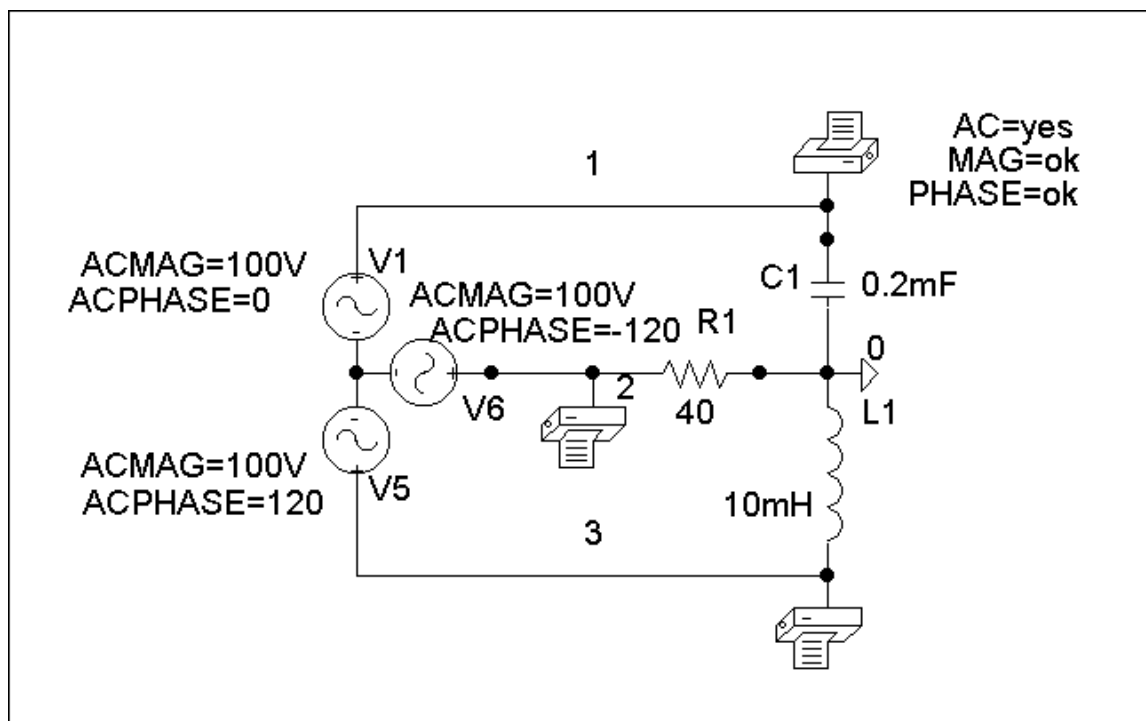 AC=yes
MAG=ok
PHASE=ok
1
ACMAG=100V
ACPHASE=0
V1
ACMAG=100V
ACPHASE=-120
C1
0.2mF
R1
0
V6
2
40
L1
ACMAG=100V
ACPHASE=120
V5
10mH
3
+
-
-
+
-
+